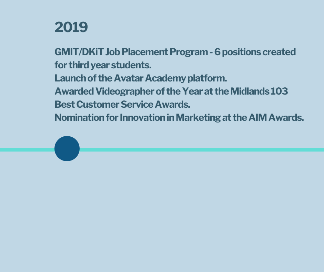 2019
GMIT/DKiT Job Placement Program - 6 positions created
for third year students.
Launch of the Avatar Academy platform.
Awarded Videographer of the Year at the Midlands 103
Best Customer Service Awards.
Nomination for Innovation in Marketing at the AIM Awards.